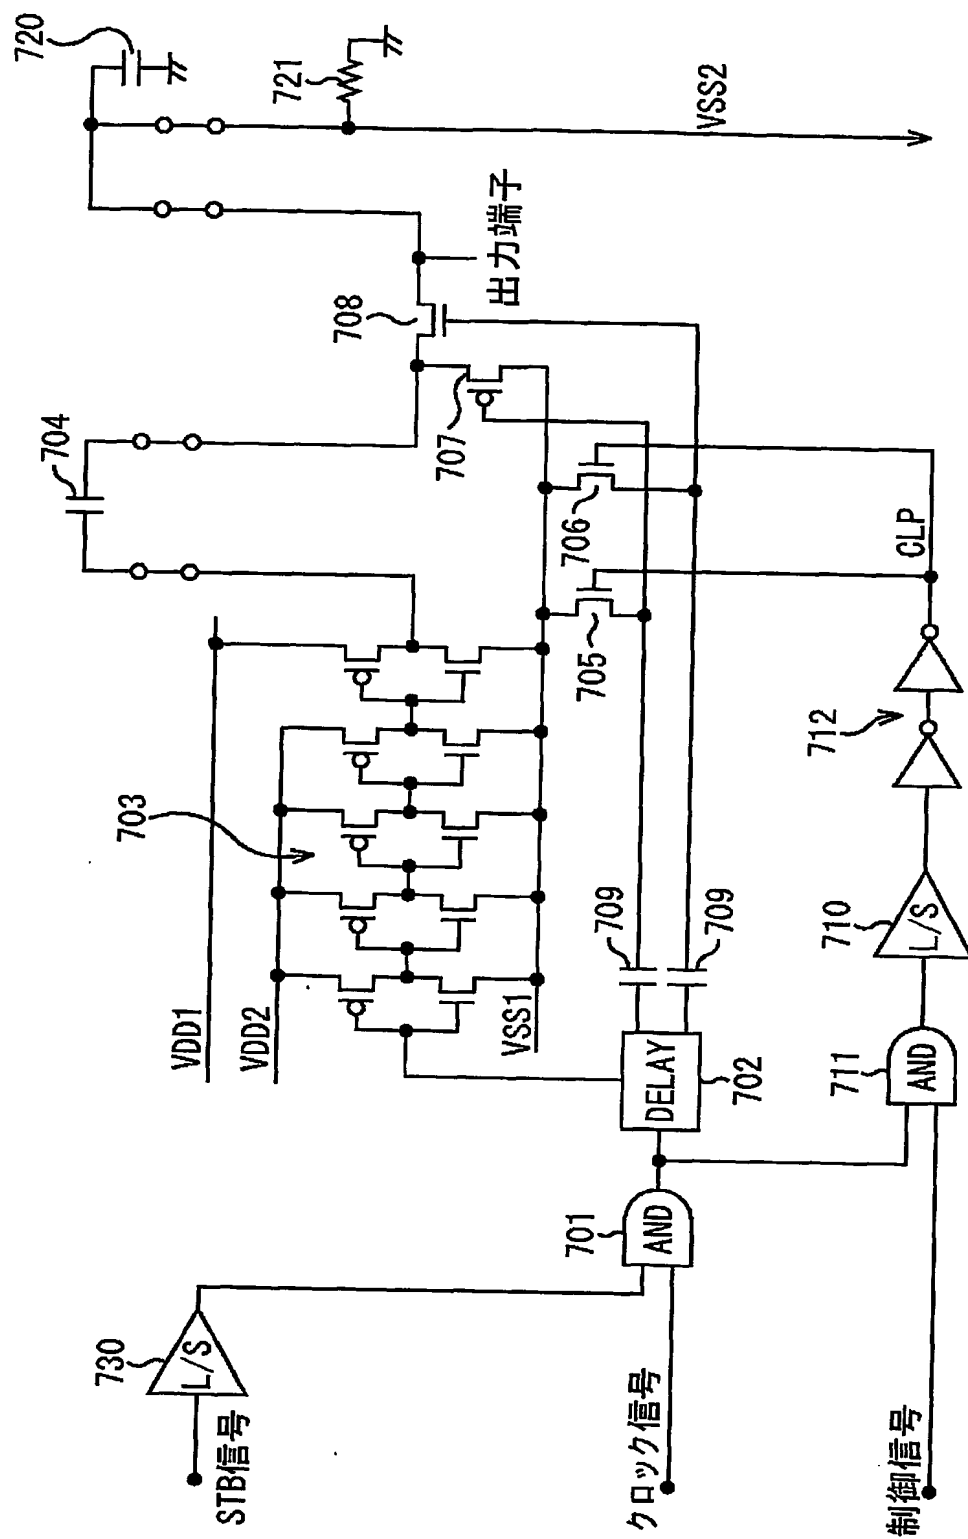 STB信号
730
L/S
クロック信号
701
AND
制御信号
711
AND
DELAY
702
709
709
710
L/S
712
CLP
VDD1
VDD2
VSS1
703
704
705
706
707
708
出力端子
VSS2
720
721